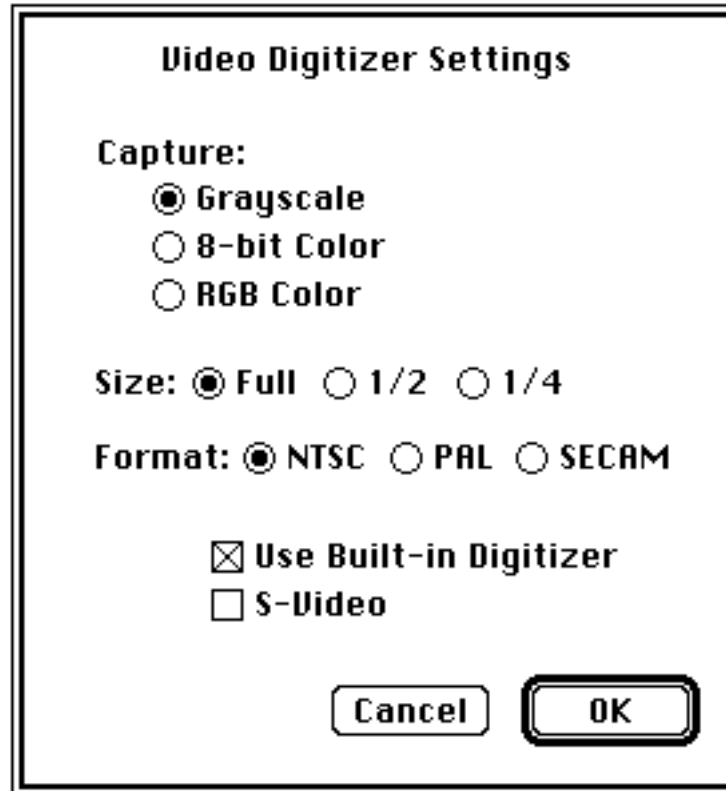 Video Digitizer Settings
Capture:
Grayscale
8-bit Color
RGB Color
Size: Full 1/2 1/4
Format: NTSC PAL SECAM
Use Built-in Digitizer
S-Video
Cancel OK